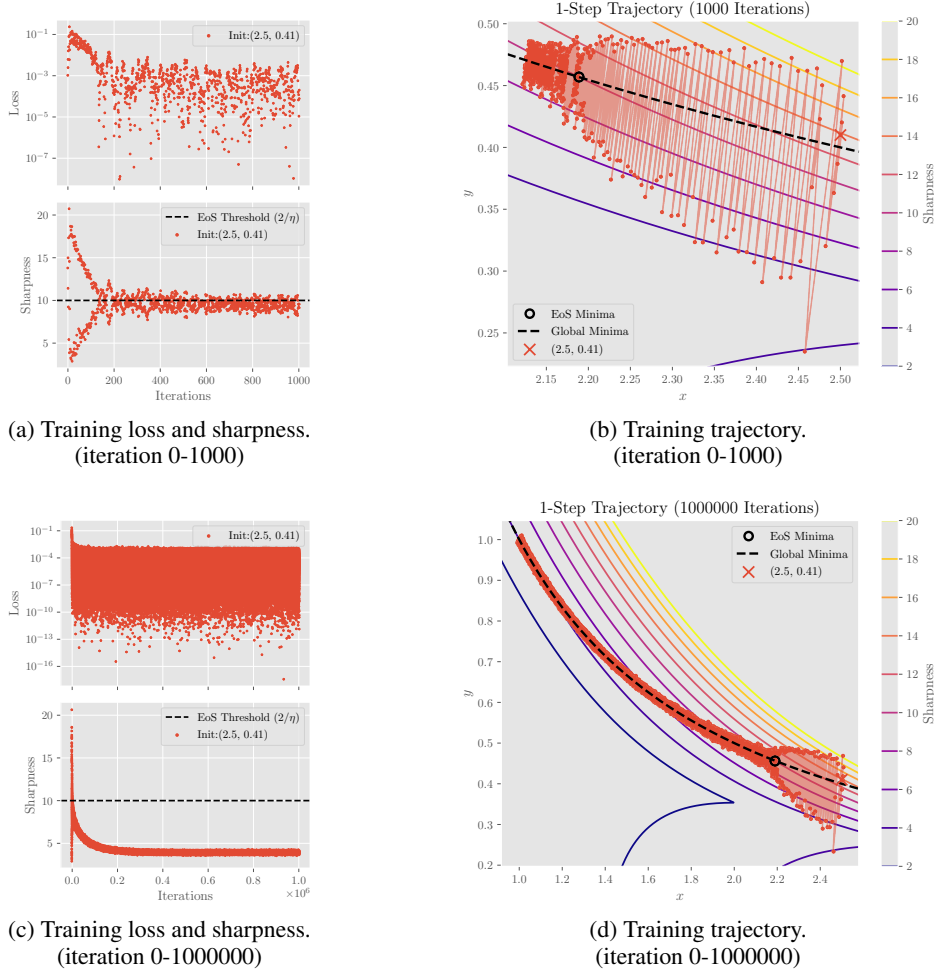 10⁻¹
10⁻³
10⁻⁵
10⁻⁷
Loss
Init:(2.5, 0.41)
20
15
10
5
Sharpness
EoS Threshold (2/η)
Init:(2.5, 0.41)
0 200 400 600 800 1000
Iterations
(a) Training loss and sharpness.
(iteration 0-1000)
1-Step Trajectory (1000 Iterations)
0.50
0.45
0.40
0.35
0.30
0.25
y
EoS Minima
Global Minima
(2.5, 0.41)
2.15 2.20 2.25 2.30 2.35 2.40 2.45 2.50
x
20
18
16
14
12
10
8
6
4
2
Sharpness
(b) Training trajectory.
(iteration 0-1000)
10⁻¹
10⁻⁴
10⁻⁷
10⁻¹⁰
10⁻¹³
10⁻¹⁶
Loss
Init:(2.5, 0.41)
20
15
10
5
Sharpness
EoS Threshold (2/η)
Init:(2.5, 0.41)
0.0 0.2 0.4 0.6 0.8 1.0
Iterations
×10⁶
(c) Training loss and sharpness.
(iteration 0-1000000)
1-Step Trajectory (1000000 Iterations)
1.0
0.9
0.8
0.7
0.6
0.5
0.4
0.3
0.2
y
EoS Minima
Global Minima
(2.5, 0.41)
1.0 1.2 1.4 1.6 1.8 2.0 2.2 2.4
x
20
18
16
14
12
10
8
6
4
2
Sharpness
(d) Training trajectory.
(iteration 0-1000000)